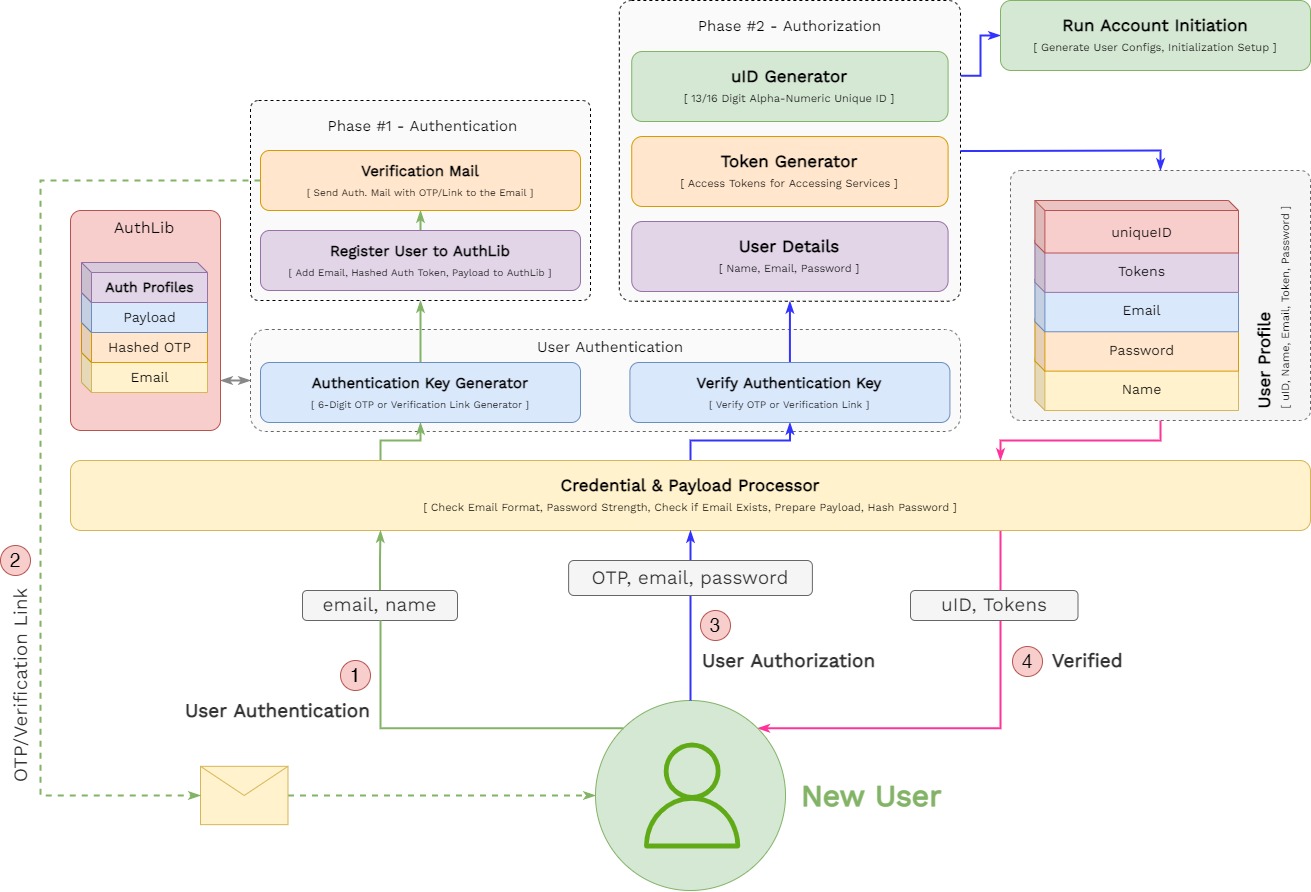 Phase #2 - Authorization
uID Generator
[ 13/16 Digit Alpha-Numeric Unique ID ]
Token Generator
[ Access Tokens for Accessing Services ]
User Details
[ Name, Email, Password ]
Run Account Initiation
[ Generate User Configs, Initialization Setup ]
Phase #1 - Authentication
Verification Mail
[ Send Auth. Mail with OTP/Link to the Email ]
Register User to AuthLib
[ Add Email, Hashed Auth Token, Payload to AuthLib ]
AuthLib
Auth Profiles
Payload
Hashed OTP
Email
uniqueID
Tokens
Email
Password
Name
User Profile
[ uID, Name, Email, Token, Password ]
User Authentication
Authentication Key Generator
[ 6-Digit OTP or Verification Link Generator ]
Verify Authentication Key
[ Verify OTP or Verification Link ]
Credential & Payload Processor
[ Check Email Format, Password Strength, Check if Email Exists, Prepare Payload, Hash Password ]
2
OTP/Verification Link
email, name
1
User Authentication
OTP, email, password
3
User Authorization
uID, Tokens
4
Verified
New User